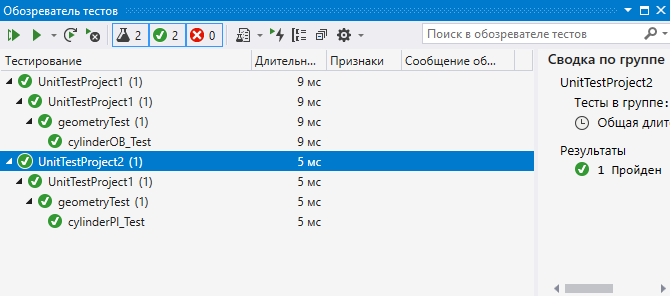 Обозреватель тестов
2 2 0 Поиск в обозревателе тестов
Тестирование Длительн... Признаки Сообщение об...
UnitTestProject1 (1) 9 мс
UnitTestProject1 (1) 9 мс
geometryTest (1) 9 мс
cylinderOB_Test 9 мс
UnitTestProject2 (1) 5 мс
UnitTestProject1 (1) 5 мс
geometryTest (1) 5 мс
cylinderPl_Test 5 мс
Сводка по группе
UnitTestProject2
Тесты в группе:
Общая длите
Результаты
1 Пройден